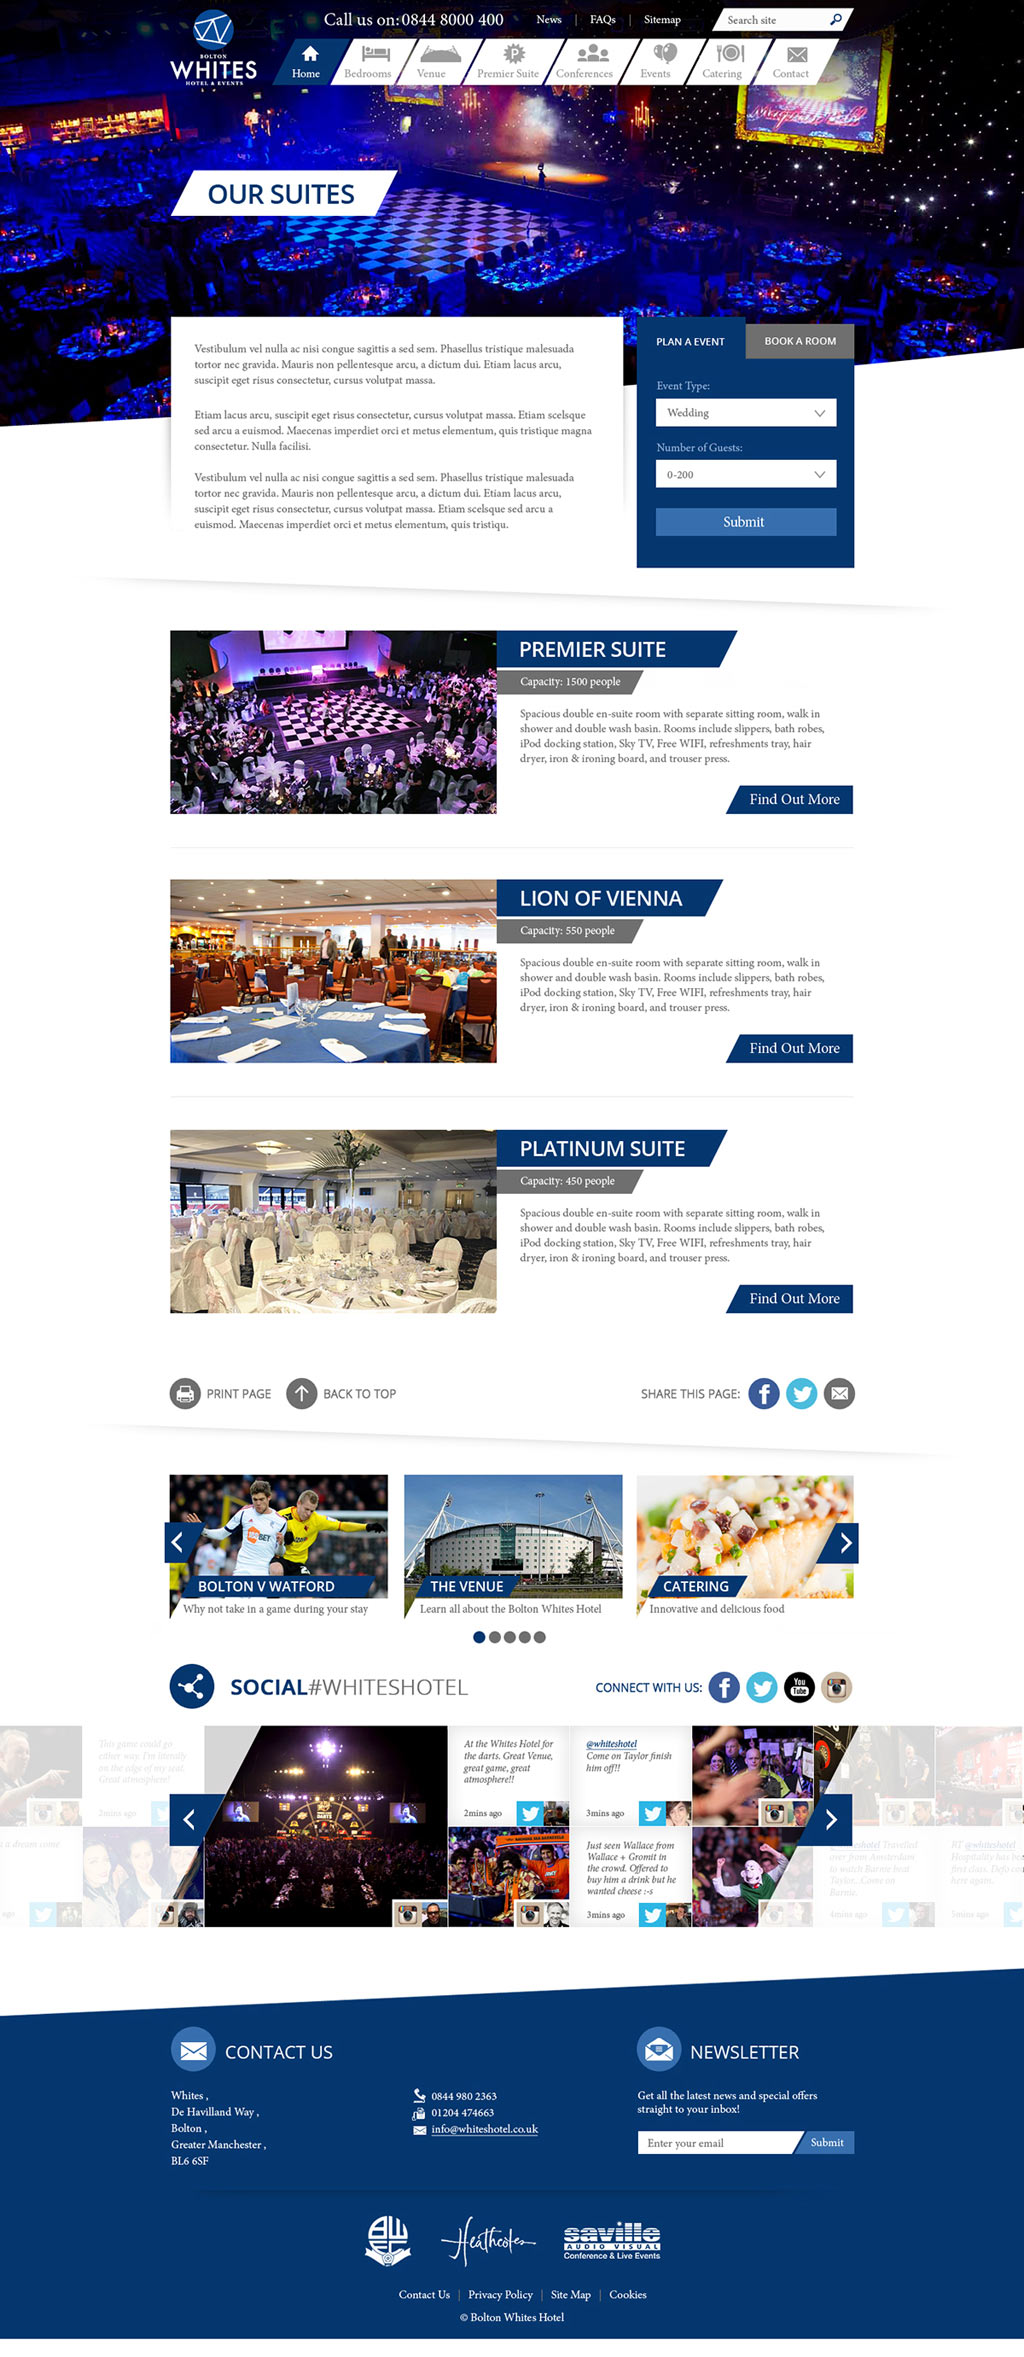 Call us on: 0844 8000 400
News | FAQs | Sitemap
Search site
BOLTON
WHITES
HOTEL & EVENTS
Home
Bedrooms
Venue
Premier Suite
Conferences
Events
Catering
Contact
OUR SUITES
Vestibulum vel nulla ac nisi congue sagittis a sed sem. Phasellus tristique malesuada
tortor nec gravida. Mauris non pellentesque arcu, a dictum dui. Etiam lacus arcu,
suscipit eget risus consectetur, cursus volutpat massa.
Etiam lacus arcu, suscipit eget risus consectetur, cursus volutpat massa. Etiam scelsque
sed arcu a euismod. Maecenas imperdiet orci et metus elementum, quis tristique magna
consectetur. Nulla facilisi.
Vestibulum vel nulla ac nisi congue sagittis a sed sem. Phasellus tristique malesuada
tortor nec gravida. Mauris non pellentesque arcu, a dictum dui. Etiam lacus arcu,
suscipit eget risus consectetur, cursus volutpat massa. Etiam scelsque sed arcu a
euismod. Maecenas imperdiet orci et metus elementum, quis tristiqu.
PLAN A EVENT
BOOK A ROOM
Event Type:
Wedding
Number of Guests:
0-200
Submit
PREMIER SUITE
Capacity: 1500 people
Spacious double en-suite room with separate sitting room, walk in
shower and double wash basin. Rooms include slippers, bath robes,
iPod docking station, Sky TV, Free WIFI, refreshments tray, hair
dryer, iron & ironing board, and trouser press.
Find Out More
LION OF VIENNA
Capacity: 550 people
Spacious double en-suite room with separate sitting room, walk in
shower and double wash basin. Rooms include slippers, bath robes,
iPod docking station, Sky TV, Free WIFI, refreshments tray, hair
dryer, iron & ironing board, and trouser press.
Find Out More
PLATINUM SUITE
Capacity: 450 people
Spacious double en-suite room with separate sitting room, walk in
shower and double wash basin. Rooms include slippers, bath robes,
iPod docking station, Sky TV, Free WIFI, refreshments tray, hair
dryer, iron & ironing board, and trouser press.
Find Out More
PRINT PAGE
BACK TO TOP
SHARE THIS PAGE:
BOLTON V WATFORD
Why not take in a game during your stay
THE VENUE
Learn all about the Bolton Whites Hotel
CATERING
Innovative and delicious food
SOCIAL#WHITESHOTEL
CONNECT WITH US:
You
Tube
This game could go
either way. I'm literally
on the edge of my seat.
Great atmosphere!
2mins ago
At the Whites Hotel for
the darts. Great Venue,
great game, great
atmosphere!!
2mins ago
@whiteshotel
Come on Taylor finish
him off!!
3mins ago
a dream come
ago
Just seen Wallace from
Wallace + Gromit in
the crowd. Offered to
buy him a drink but he
wanted cheese :-s
3mins ago
Travelled
over from Amsterdam
to watch Barnie beat
Taylor.. Come on
Barnie.
4mins ago
RT @whiteshotel
Hospitality has be
first class. Defo
here again.
5mins ago
CONTACT US
Whites ,
De Havilland Way ,
Bolton ,
Greater Manchester ,
BL6 6SF
0844 980 2363
01204 474663
info@whiteshotel.co.uk
NEWSLETTER
Get all the latest news and special offers
straight to your inbox!
Enter your email
Submit
Heathcotes
saville
AUDIO VISUAL
Conference & Live Events
Contact Us | Privacy Policy | Site Map | Cookies
© Bolton Whites Hotel